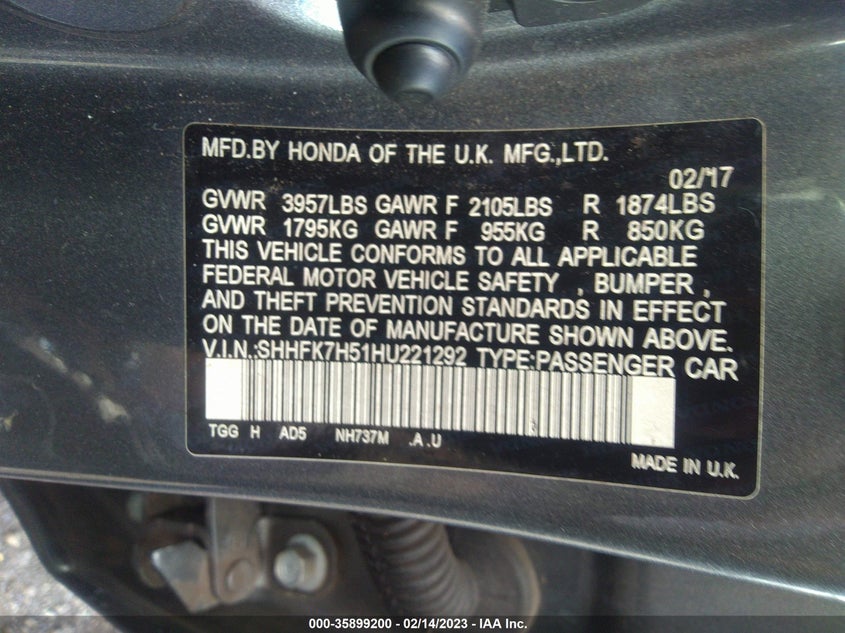 MFD.BY HONDA OF THE U.K. MFG.,LTD.
02/17
GVWR 3957LBS GAWR F 2105LBS R 1874LBS
GVWR 1795KG GAWR F 955KG R 850KG
THIS VEHICLE CONFORMS TO ALL APPLICABLE
FEDERAL MOTOR VEHICLE SAFETY , BUMPER ,
AND THEFT PREVENTION STANDARDS IN EFFECT
ON THE DATE OF MANUFACTURE SHOWN ABOVE.
V.I.N.:SHHFK7H51HU221292 TYPE:PASSENGER CAR
TGG H AD5 NH737M .A .U
MADE IN U.K.
000-35899200 - 02/14/2023 - IAA Inc.